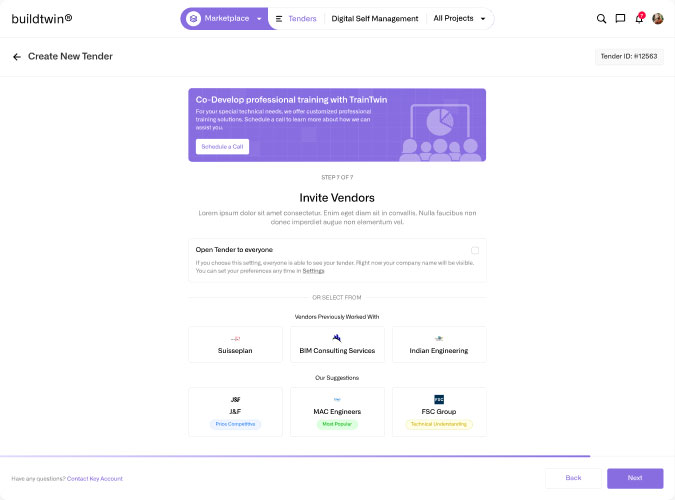 buildtwin®
Marketplace
Tenders
Digital Self Management
All Projects
Create New Tender
Tender ID: #12563
Co-Develop professional training with TrainTwin
For your special technical needs, we offer customized professional
training solutions. Schedule a call to learn more about how we can
assist you.
Schedule a Call
STEP 7 OF 7
Invite Vendors
Lorem ipsum dolor sit amet consectetur. Enim eget diam sit in convallis. Nulla faucibus non
donec imperdiet augue non elementum vel.
Open Tender to everyone
If you choose this setting, everyone is able to see your tender. Right now your company name will be visible.
You can set your preferences any time in Settings
OR SELECT FROM
Vendors Previously Worked With
Suisseplan
BIM Consulting Services
Indian Engineering
Our Suggestions
J&F
FSC
J&F
MAC Engineers
FSC Group
Price Competitive
Most Popular
Technical Understanding
Have any questions? Contact Key Account
Back
Next